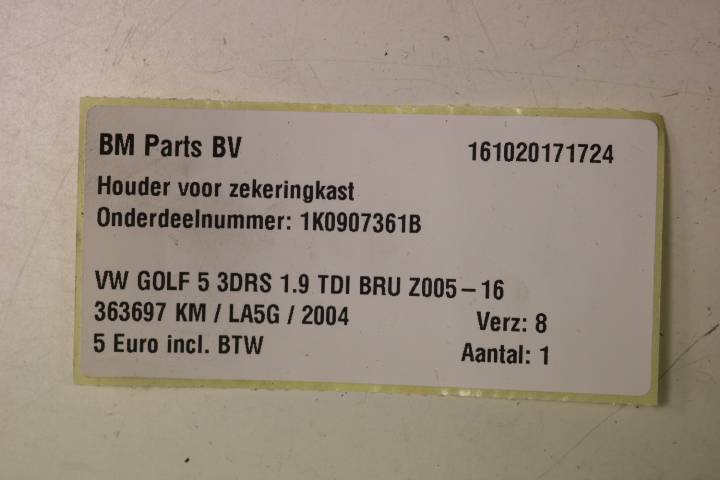 BM Parts BV 161020171724
Houder voor zekeringkast
Onderdeelnummer: 1K0907361B
VW GOLF 5 3DRS 1.9 TDI BRU Z005-16
363697 KM / LA5G / 2004 Verz: 8
5 Euro incl. BTW Aantal: 1